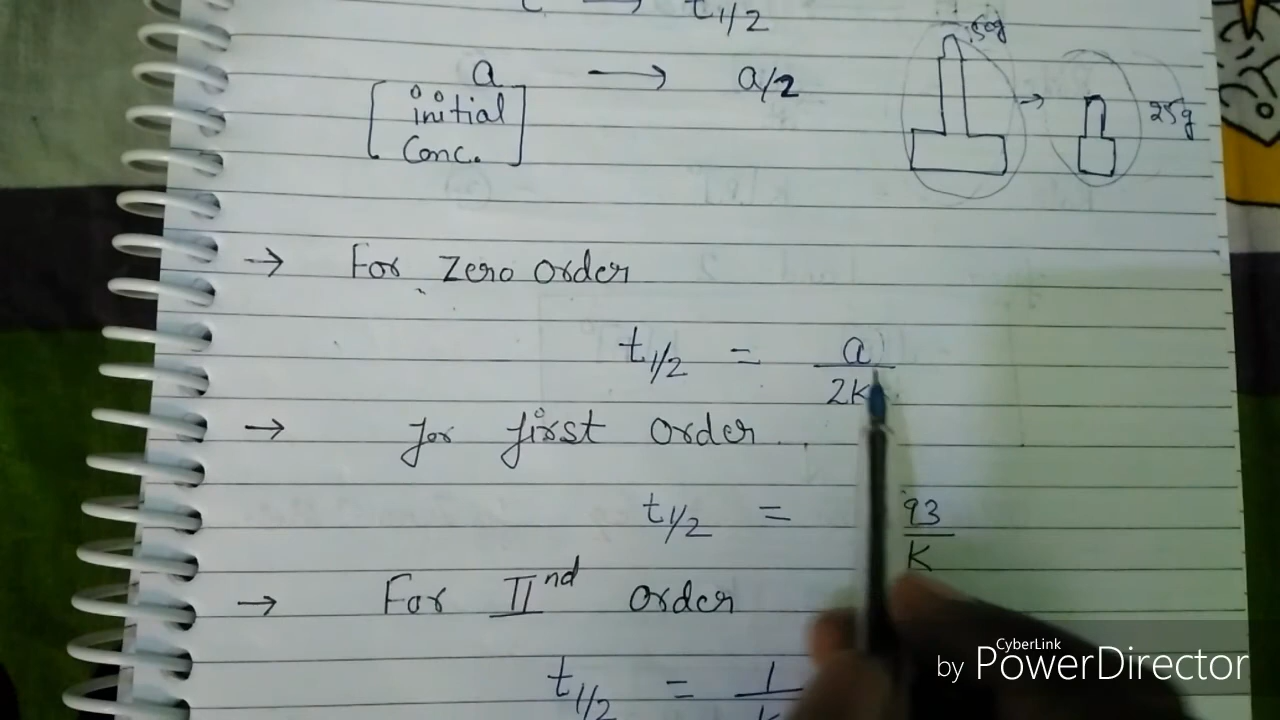 t → t1/2
50g
a → a/2
[initial Conc.]
25g
→ For Zero Order
t1/2 = a/2k
→ for first Order
t1/2 = 93/K
→ For IInd Order
t1/2 = 1/k
CyberLink
by PowerDirector